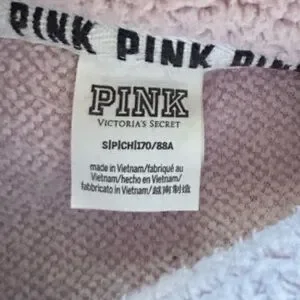 PINK PINK PINK
PINK
VICTORIA'S SECRET
S|P|CH|170/88A
made in Vietnam/fabriqué au
Vietnam/hecho en Vietnam/
fabbricato in Vietnam/越南制造